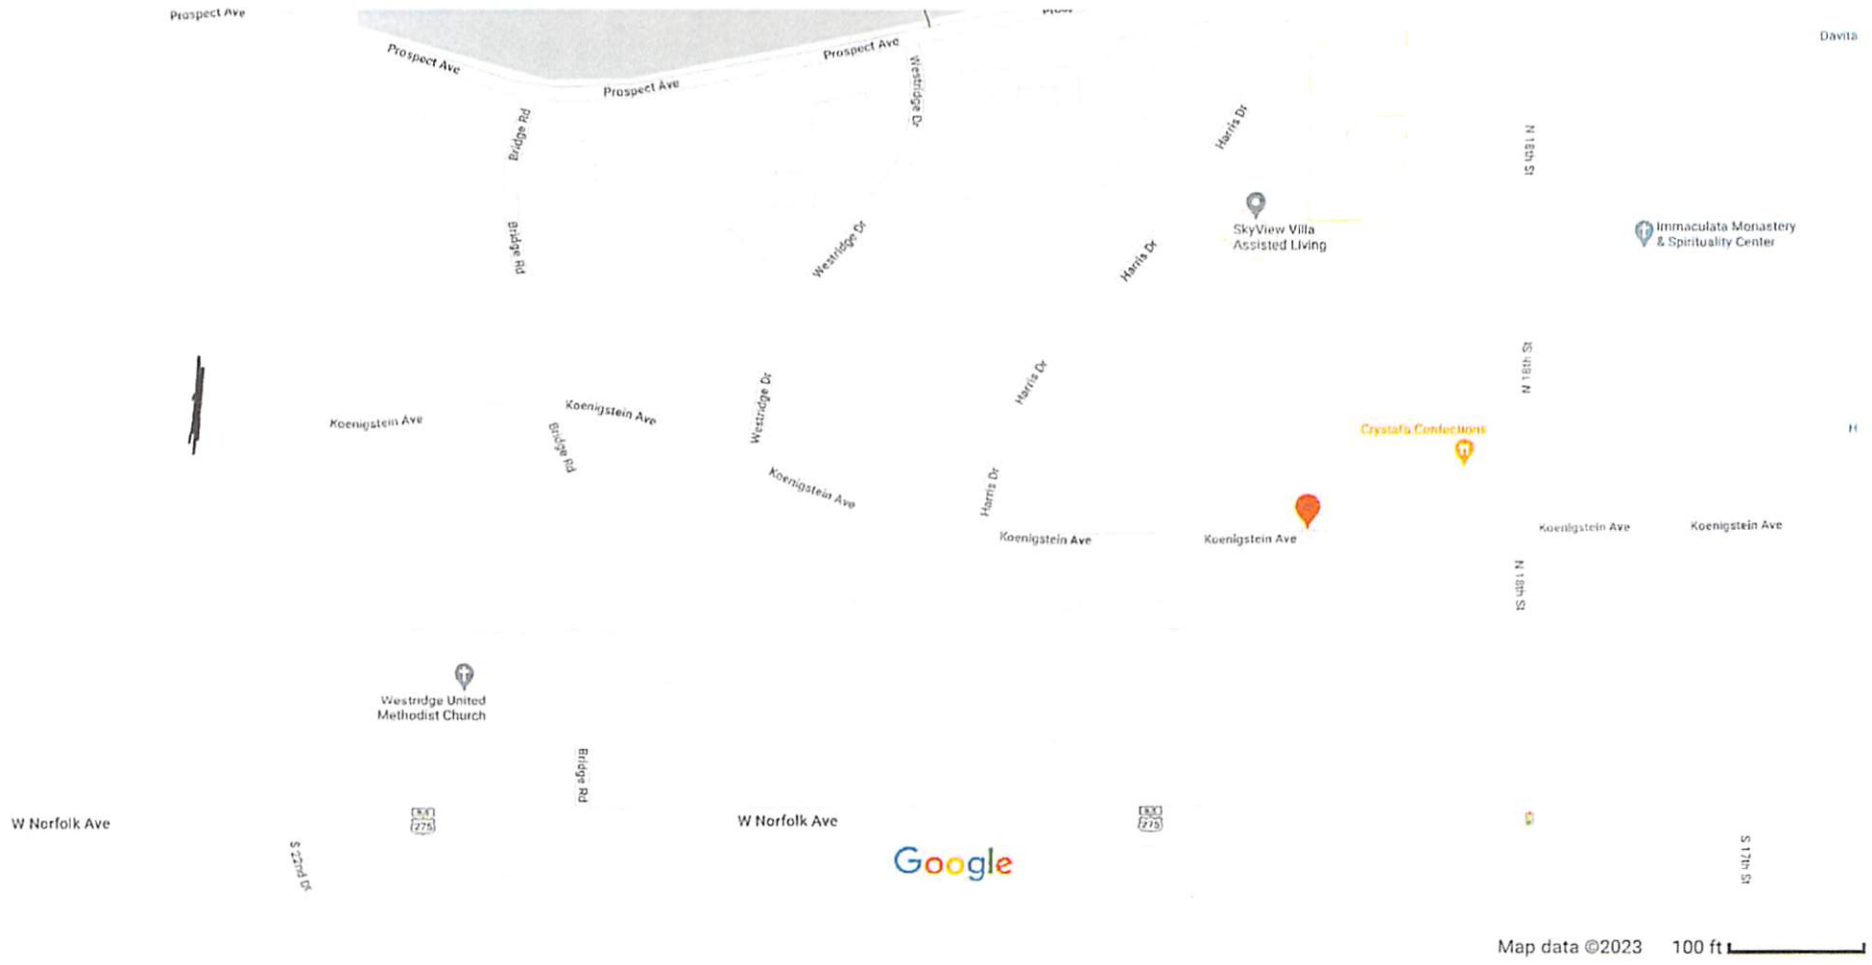 Prospect Ave
Prospect Ave
Prospect Ave
Prospect Ave
Davita
Bridge Rd
Westridge Dr
Harris Dr
N 18th St
Bridge Rd
Westridge Dr
Harris Dr
SkyView Villa
Assisted Living
Immaculata Monastery
& Spirituality Center
Koenigstein Ave
Koenigstein Ave
Bridge Rd
Westridge Dr
Harris Dr
N 18th St
Crystal's Confections
H
Koenigstein Ave
Harris Dr
Koenigstein Ave
Koenigstein Ave
Koenigstein Ave
Koenigstein Ave
N 18th St
Westridge United
Methodist Church
Bridge Rd
W Norfolk Ave
275
W Norfolk Ave
275
S 22nd Dr
Google
S 17th St
Map data ©2023
100 ft